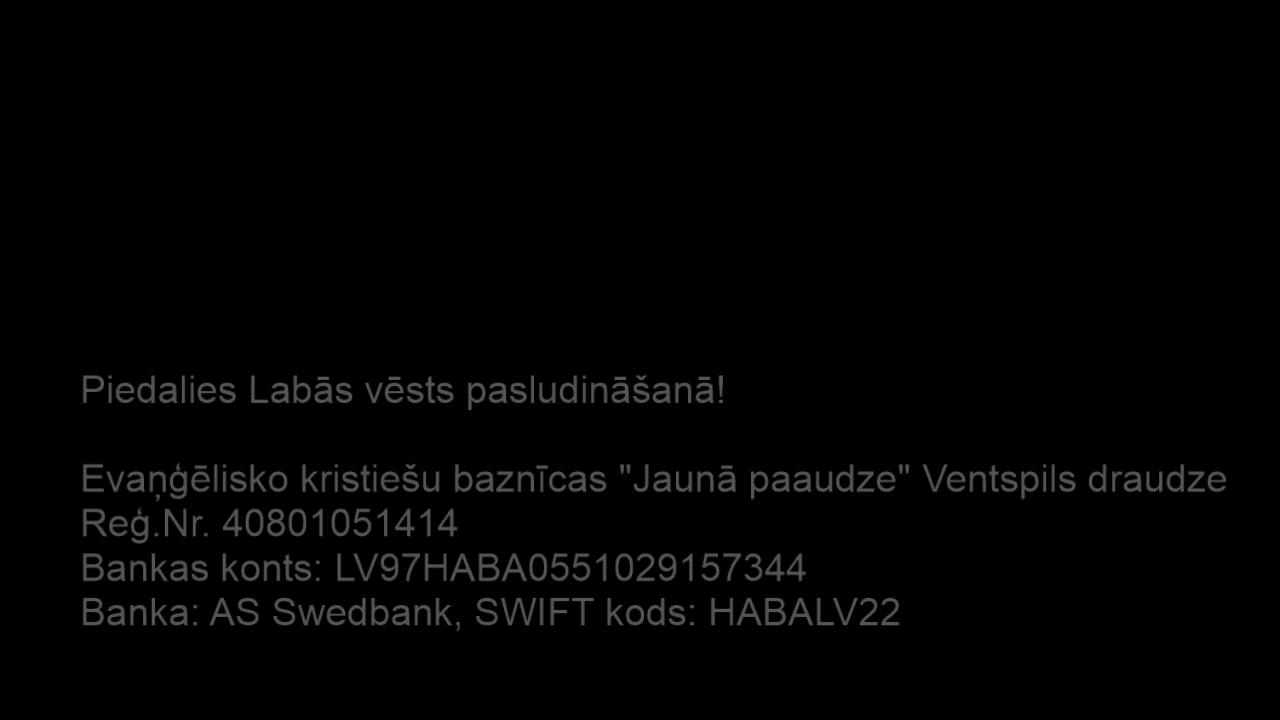 Piedalies Labās vēsts pasludināšanā!
Evaņģēlisko kristiešu baznīcas "Jaunā paaudze" Ventspils draudze
Reģ.Nr. 40801051414
Bankas konts: LV97HABA0551029157344
Banka: AS Swedbank, SWIFT kods: HABALV22